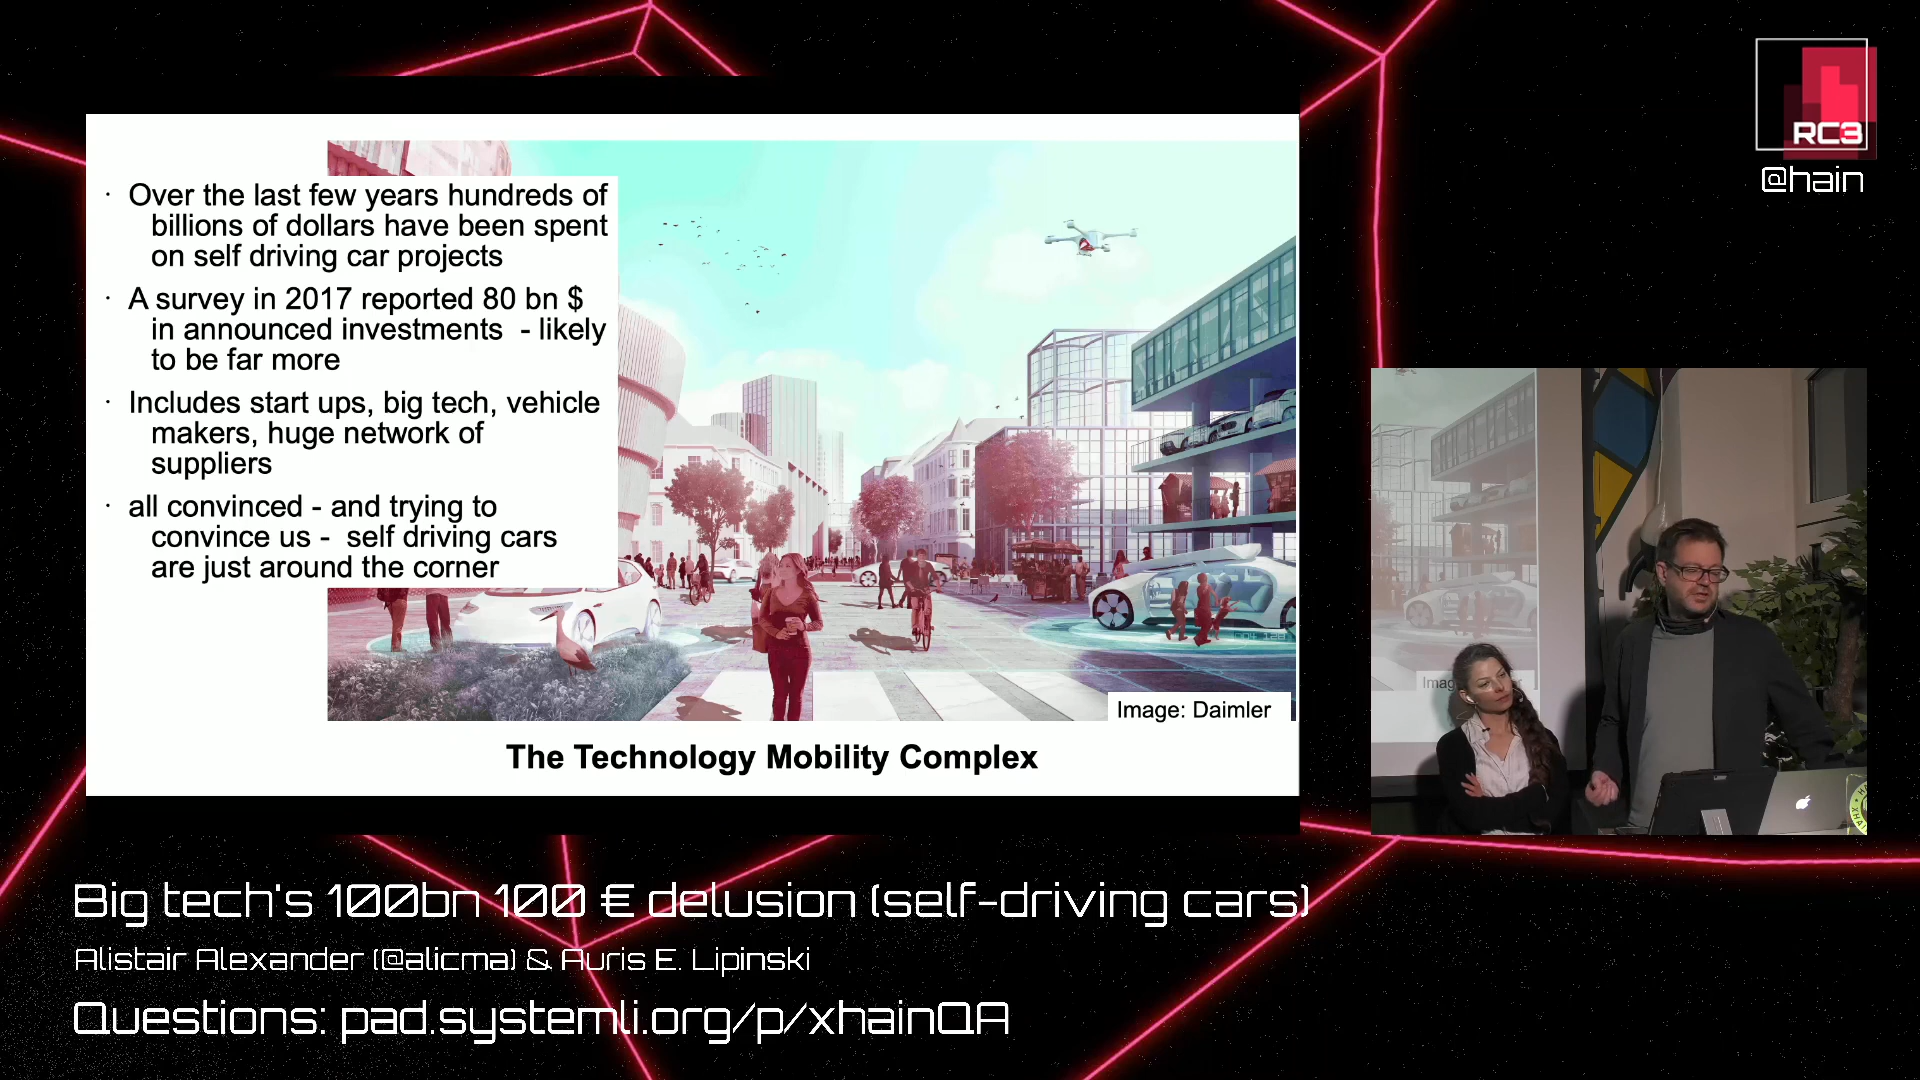 RC3
@hain
· Over the last few years hundreds of
billions of dollars have been spent
on self driving car projects
· A survey in 2017 reported 80 bn $
in announced investments - likely
to be far more
· Includes start ups, big tech, vehicle
makers, huge network of
suppliers
· all convinced - and trying to
convince us - self driving cars
are just around the corner
Image: Daimler
The Technology Mobility Complex
Big tech's 100bn 100 € delusion (self-driving cars)
Alistair Alexander (@alicma) & Auris E. Lipinski
Questions: pad.systemli.org/p/xhainQA